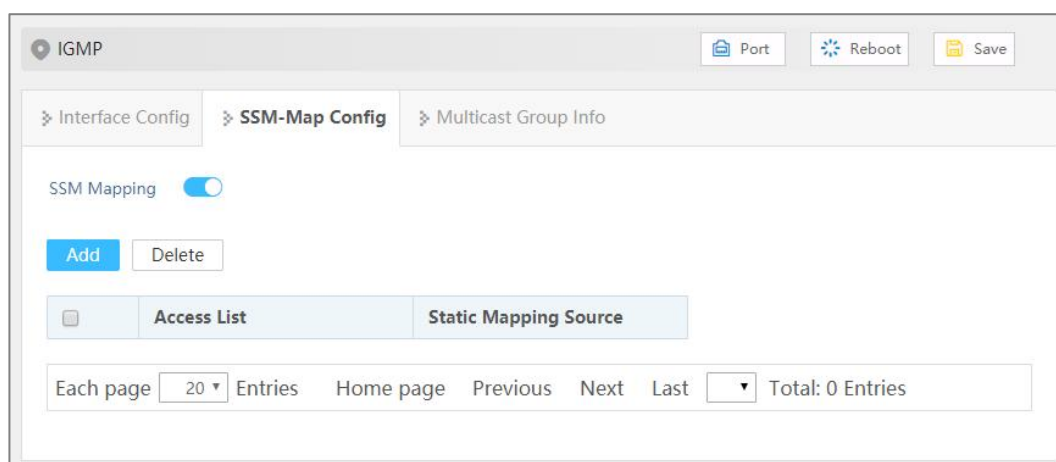 IGMP Port Reboot Save
Interface Config SSM-Map Config Multicast Group Info
SSM Mapping
Add Delete
Access List Static Mapping Source
Each page 20 Entries Home page Previous Next Last Total: 0 Entries